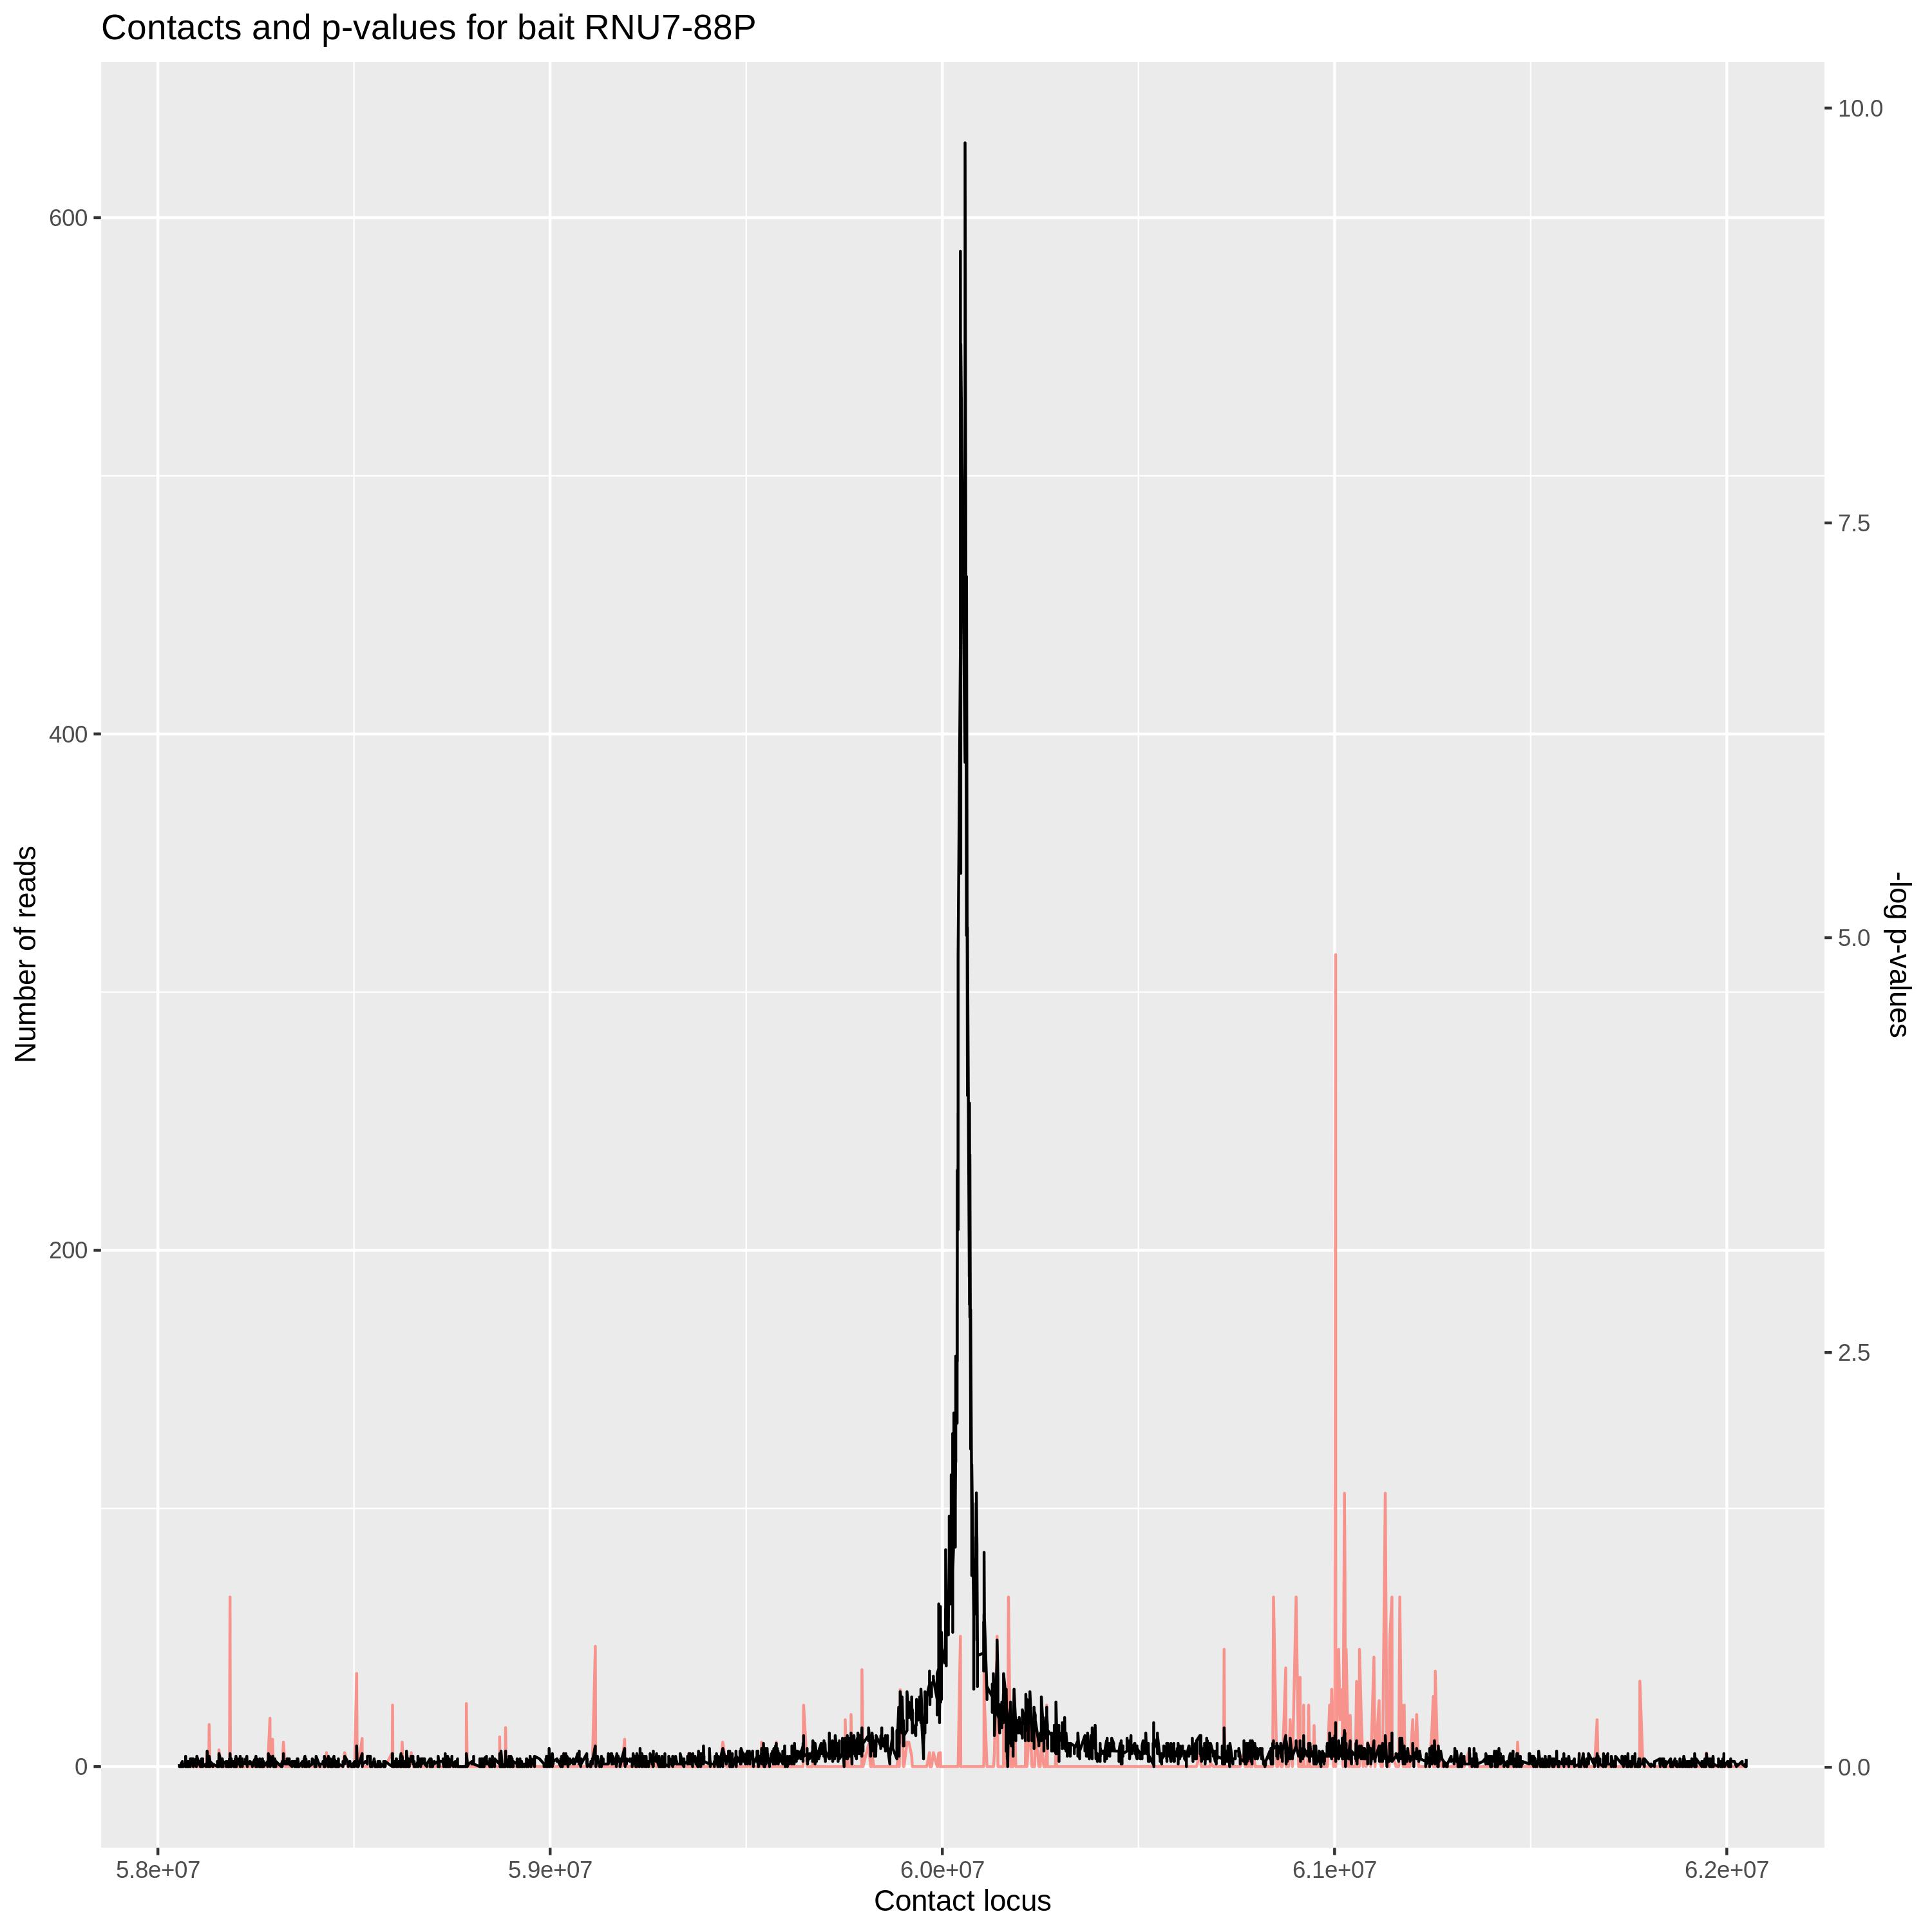 Contacts and p-values for bait RNU7-88P
Number of reads
600
400
200
0
10.0
7.5
5.0
2.5
0.0
-log p-values
5.8e+07
5.9e+07
6.0e+07
6.1e+07
6.2e+07
Contact locus